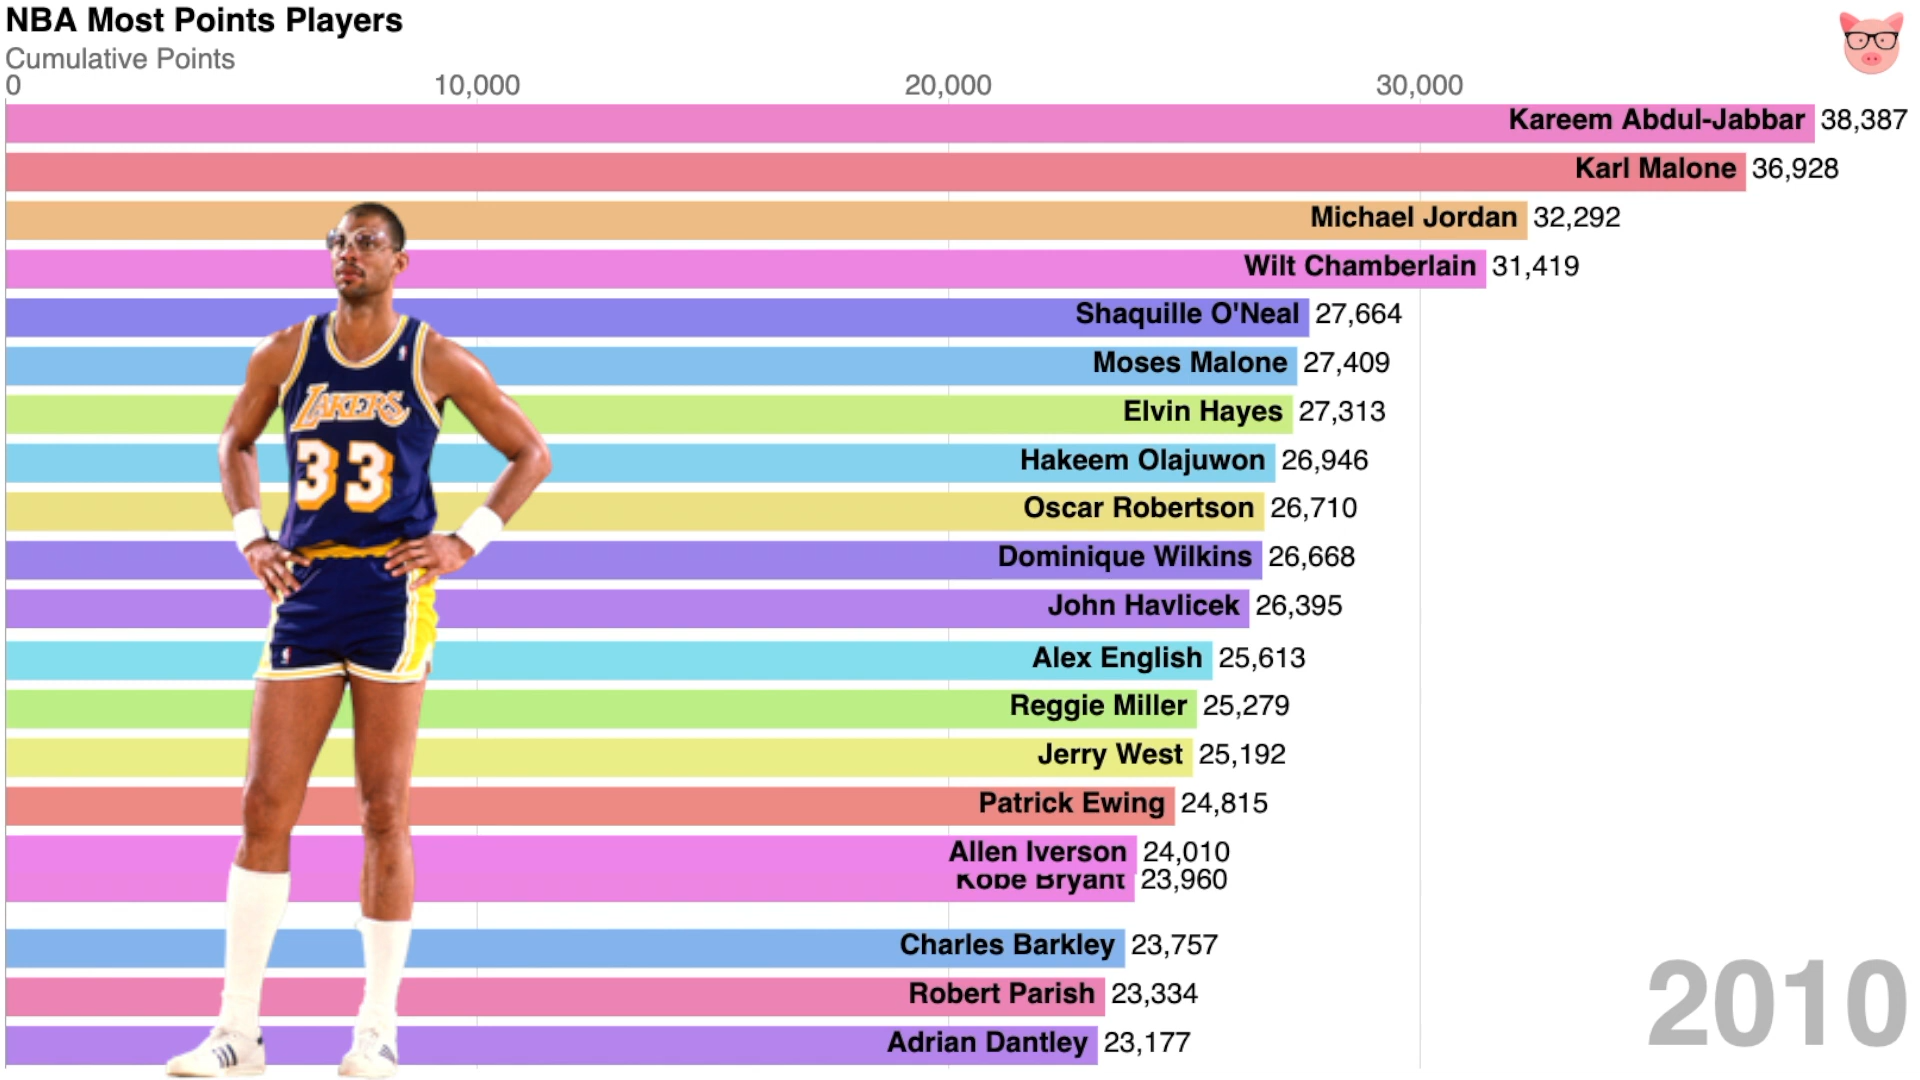 NBA Most Points Players
Cumulative Points
0 10,000 20,000 30,000
Kareem Abdul-Jabbar 38,387
Karl Malone 36,928
Michael Jordan 32,292
Wilt Chamberlain 31,419
Shaquille O'Neal 27,664
Moses Malone 27,409
Elvin Hayes 27,313
Hakeem Olajuwon 26,946
Oscar Robertson 26,710
Dominique Wilkins 26,668
John Havlicek 26,395
Alex English 25,613
Reggie Miller 25,279
Jerry West 25,192
Patrick Ewing 24,815
Allen Iverson 24,010
Kobe Bryant 23,960
Charles Barkley 23,757
Robert Parish 23,334
Adrian Dantley 23,177
2010
LAKERS
33